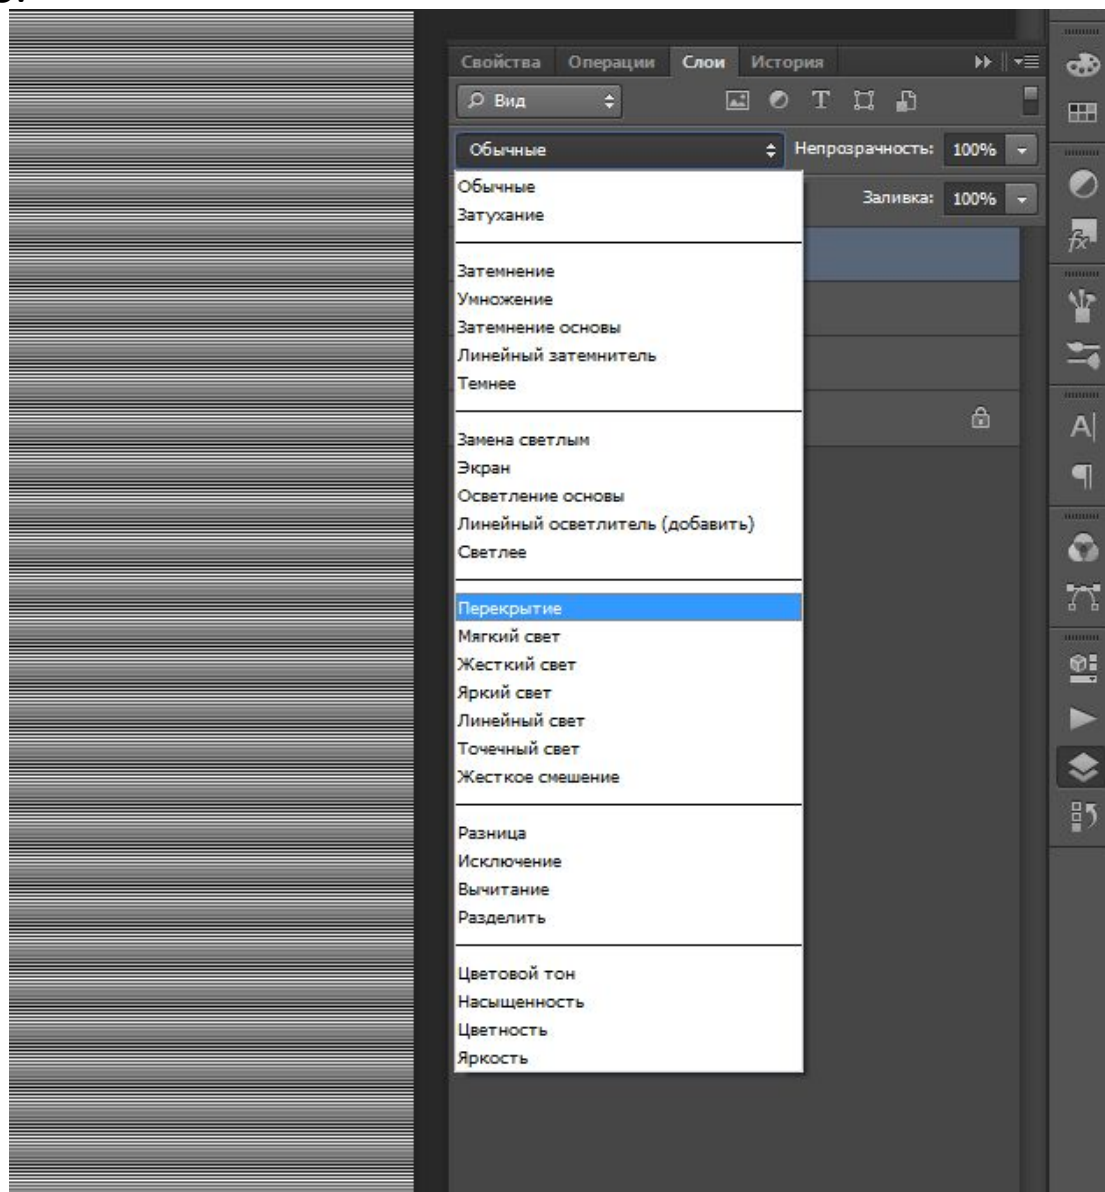 Свойства Операции Слои История
Вид
Обычные Непрозрачность: 100%
Заливка: 100%
Обычные
Затухание
Затемнение
Умножение
Затемнение основы
Линейный затемнитель
Темнее
Замена светлым
Экран
Осветление основы
Линейный осветлитель (добавить)
Светлее
Перекрытие
Мягкий свет
Жесткий свет
Яркий свет
Линейный свет
Точечный свет
Жесткое смешение
Разница
Исключение
Вычитание
Разделить
Цветовой тон
Насыщенность
Цветность
Яркость